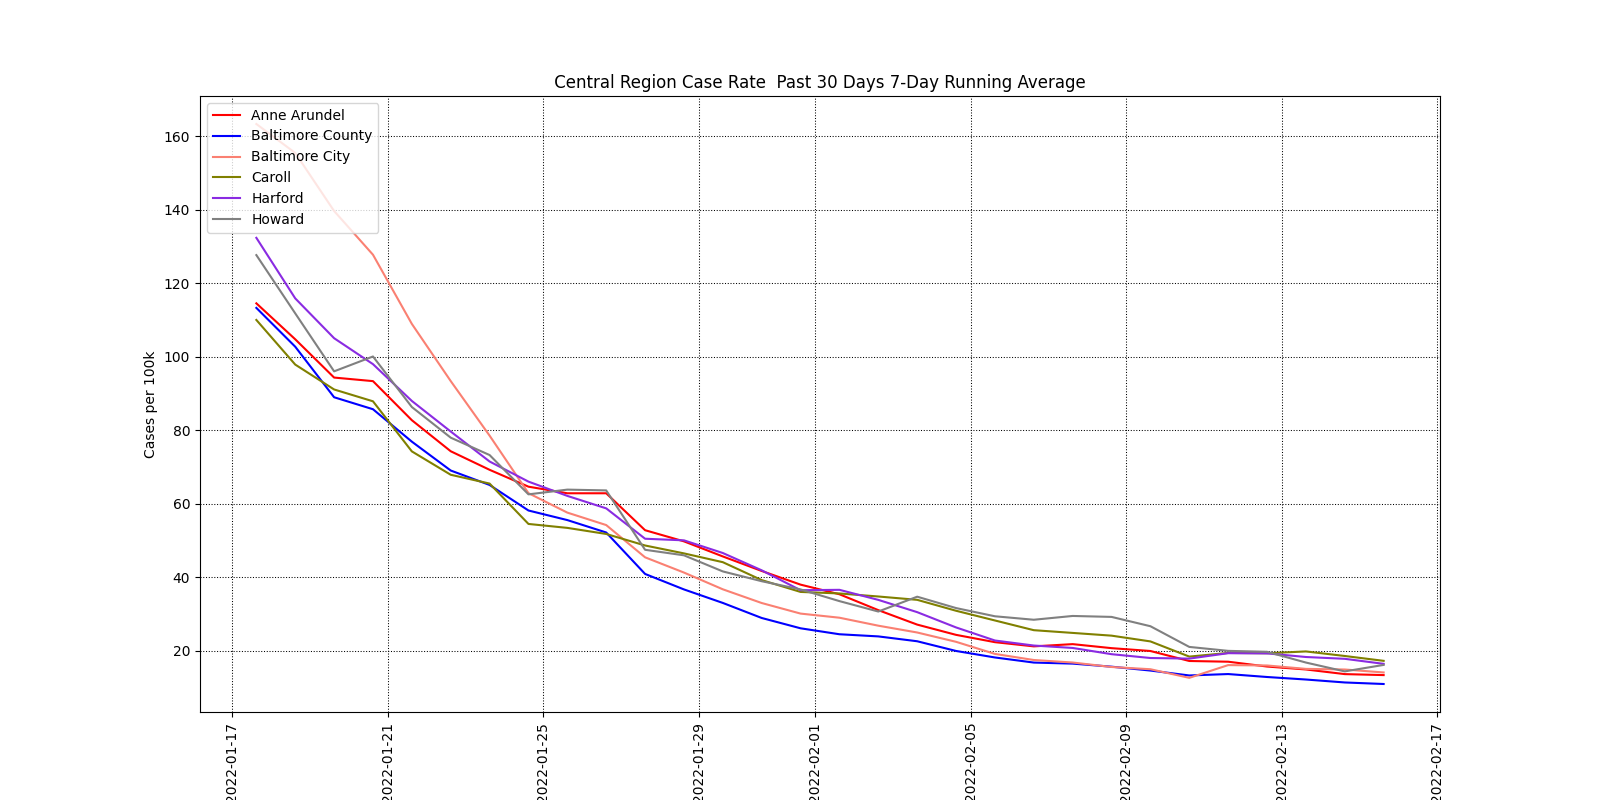 Central Region Case Rate  Past 30 Days 7-Day Running Average
Anne Arundel
Baltimore County
Baltimore City
Caroll
Harford
Howard
160
140
120
100
80
60
40
20
Cases per 100k
2022-01-17
2022-01-21
2022-01-25
2022-01-29
2022-02-01
2022-02-05
2022-02-09
2022-02-13
2022-02-17